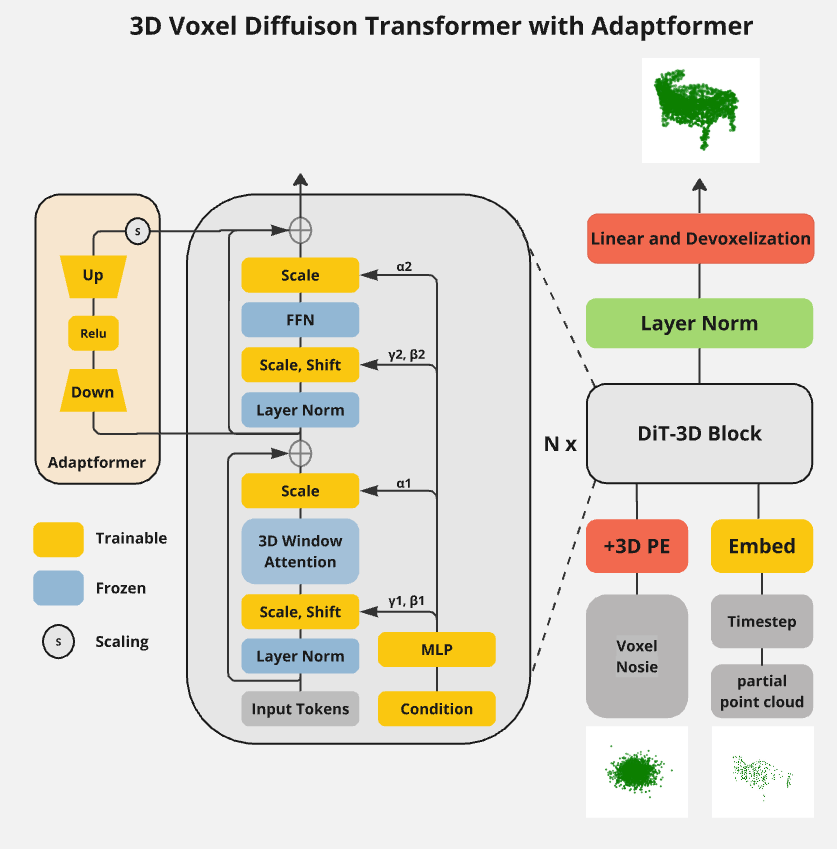 3D Voxel Diffuison Transformer with Adaptformer
s
Up
Relu
Down
Adaptformer
Trainable
Frozen
s
Scaling
Scale
α2
FFN
Scale, Shift
γ2, β2
Layer Norm
Scale
α1
3D Window
Attention
Scale, Shift
γ1, β1
Layer Norm
MLP
Input Tokens
Condition
Linear and Devoxelization
Layer Norm
N x
DiT-3D Block
+3D PE
Embed
Voxel
Nosie
Timestep
partial
point cloud